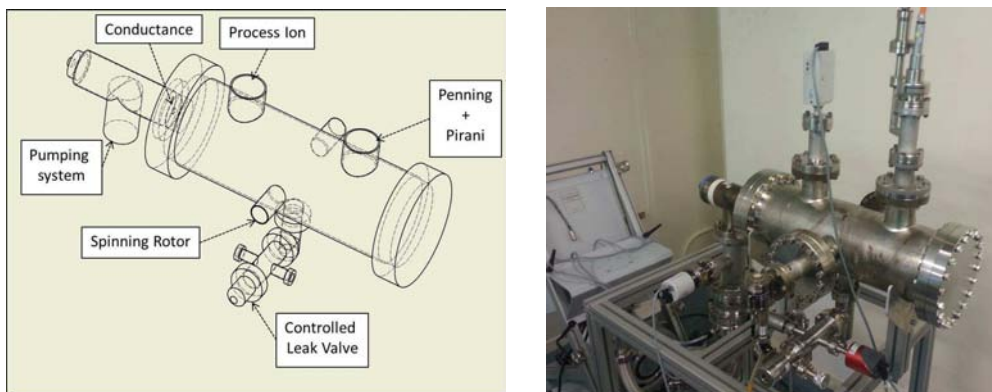 Conductance
Process Ion
Penning
+
Pirani
Pumping
system
Spinning Rotor
Controlled
Leak Valve